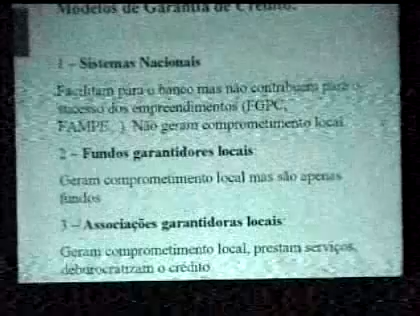 Modelos de Garantia de Crédito.
1 – Sistemas Nacionais
Facilitam para o banco mas não contribuem para o
sucesso dos empreendimentos (FGPC,
FAMPE, ). Não geram comprometimento local
2 – Fundos garantidores locais
Geram comprometimento local mas são apenas
fundos
3 – Associações garantidoras locais
Geram comprometimento local, prestam serviços,
deburocratizam o crédito